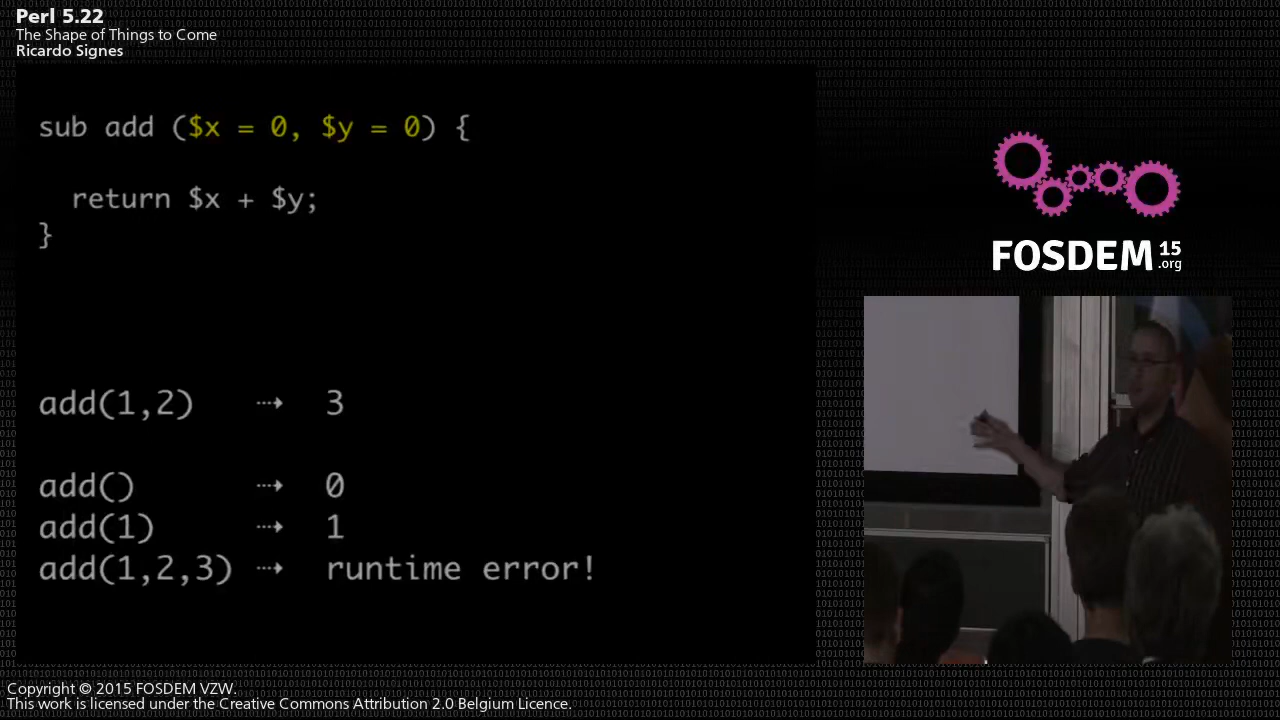 Perl 5.22
The Shape of Things to Come
Ricardo Signes
sub add ($x = 0, $y = 0) {
return $x + $y;
}
add(1,2) ⇢ 3
add() ⇢ 0
add(1) ⇢ 1
add(1,2,3) ⇢ runtime error!
FOSDEM 15
.org
Copyright © 2015 FOSDEM VZW.
This work is licensed under the Creative Commons Attribution 2.0 Belgium Licence.